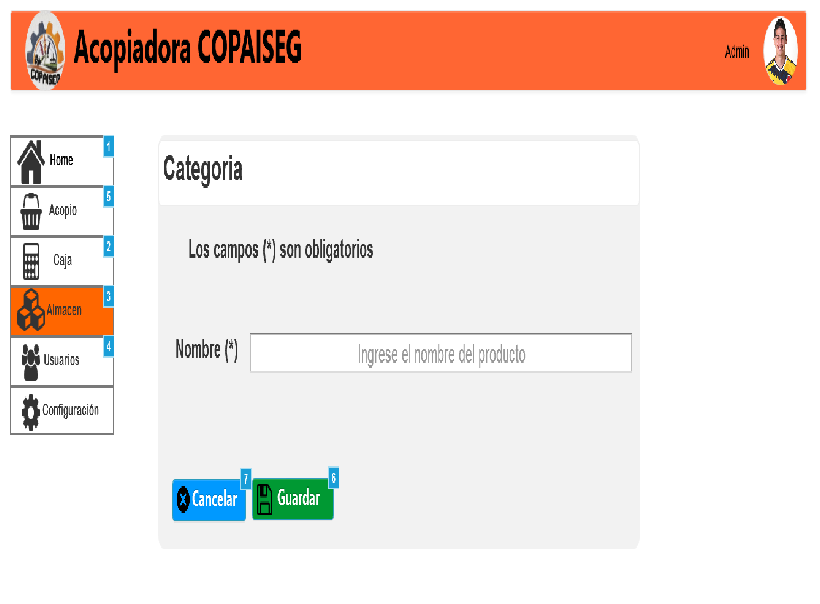 Acopiadora COPAISEG
COPAISEP
Admin
Home
1
Acopio
5
Caja
2
Almacen
3
Usuarios
4
Configuración
Categoria
Los campos (*) son obligatorios
Nombre (*)
Ingrese el nombre del producto
Cancelar
7
Guardar
6